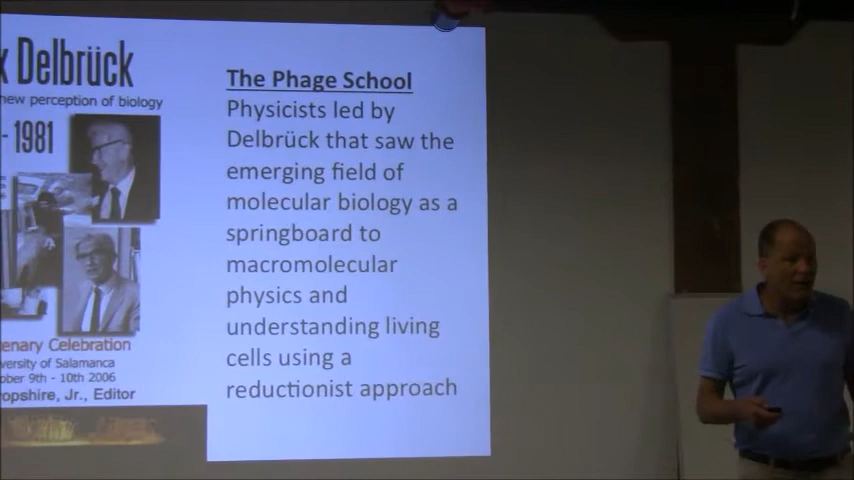 x Delbrück
new perception of biology
- 1981
enary Celebration
versity of Salamanca
ober 9th - 10th 2006
opshire, Jr., Editor
The Phage School
Physicists led by
Delbrück that saw the
emerging field of
molecular biology as a
springboard to
macromolecular
physics and
understanding living
cells using a
reductionist approach